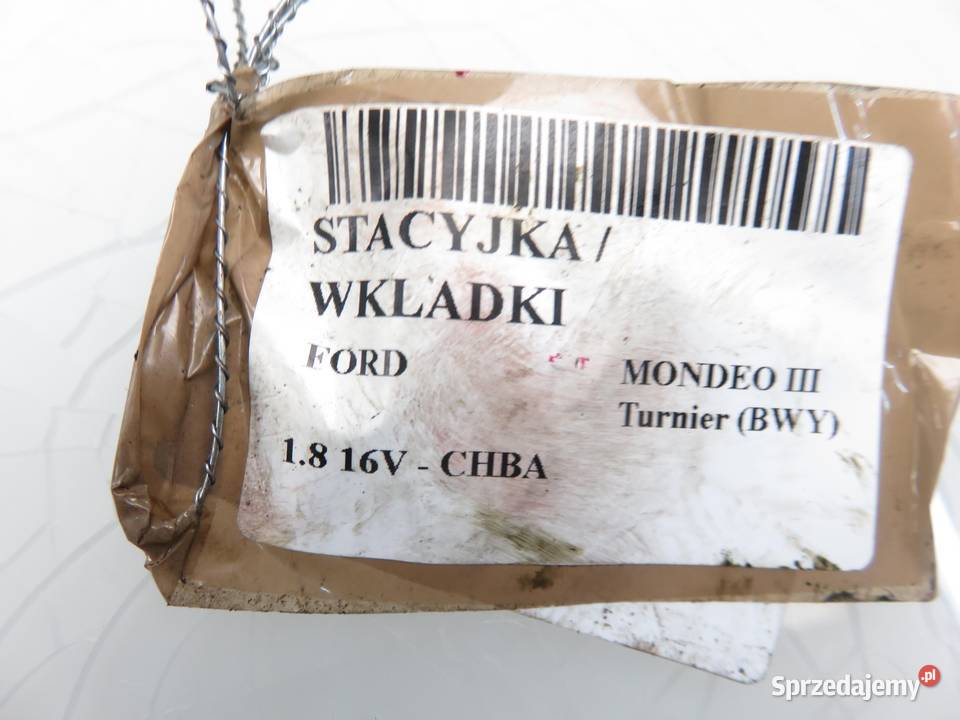 STACYJKA /
WKLADKI
FORD
MONDEO III
Turnier (BWY)
1.8 16V - CHBA
Sprzedajemy.pl